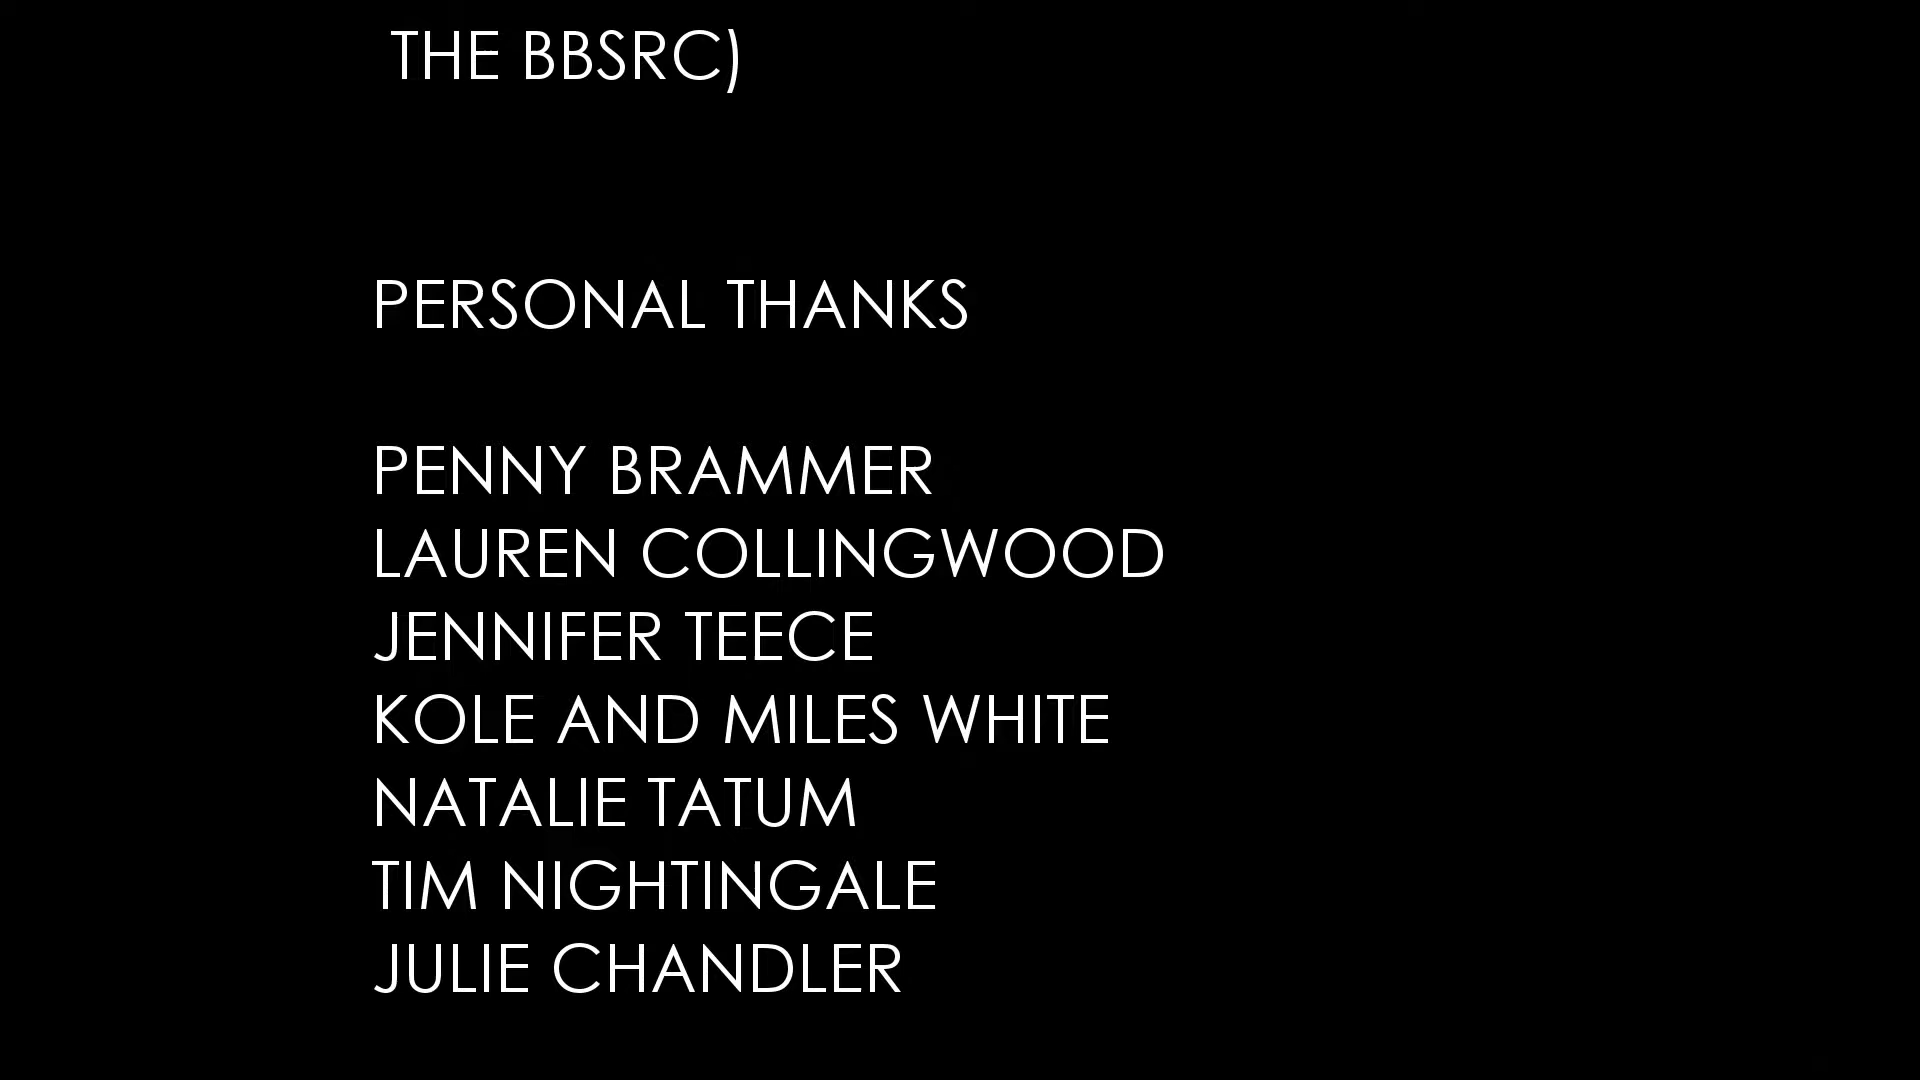 THE BBSRC)
PERSONAL THANKS
PENNY BRAMMER
LAUREN COLLINGWOOD
JENNIFER TEECE
KOLE AND MILES WHITE
NATALIE TATUM
TIM NIGHTINGALE
JULIE CHANDLER